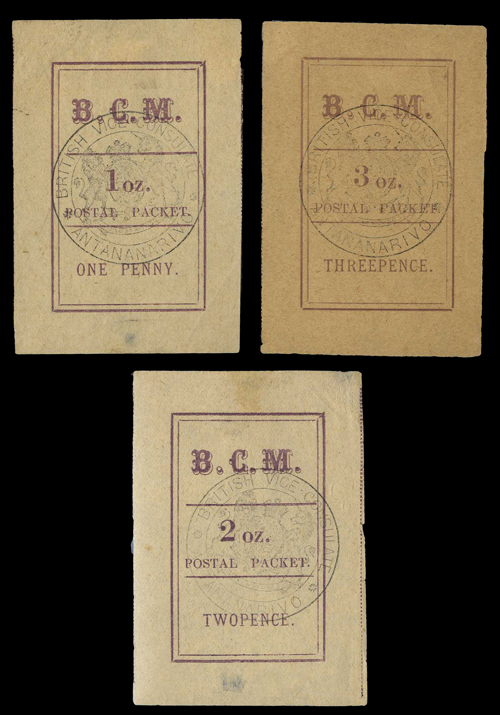 B. C. M.
1 oz.
POSTAL PACKET.
ONE PENNY.
BRITISH VICE CONSULATE
ANTANANARIVO
B. C. M.
3 oz.
POSTAL PACKET.
THREEPENCE.
BRITISH VICE CONSULATE
ANANARIVO
B. C. M.
2 oz.
POSTAL PACKET.
TWOPENCE.
BRITISH VICE CONSULATE